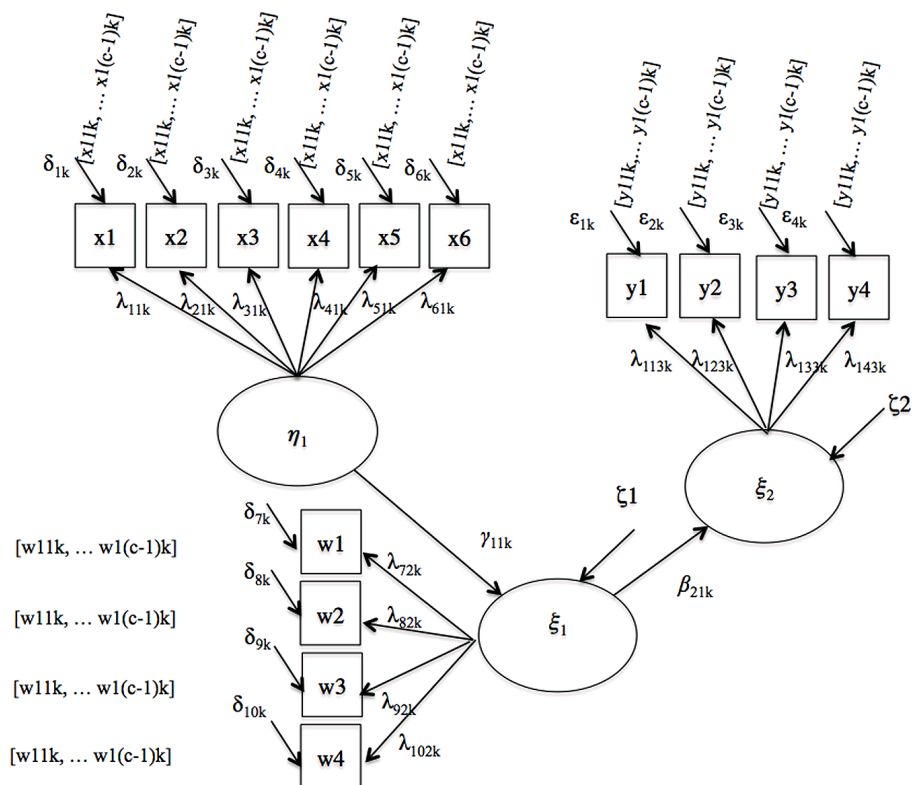 [x11k, … x1(c-1)k]
[x11k,… x1(c-1)k]
[x11k, … x1(c-1)k]
[x11k, … x1(c-1)k]
[x11k, … x1(c-1)k]
[x11k,… x1(c-1)k]
δ1k
δ2k
δ3k
δ4k
δ5k
δ6k
x1
x2
x3
x4
x5
x6
λ11k
λ21k
λ31k
λ41k
λ51k
λ61k
η1
[y11k,… y1(c-1)k]
[y11k, … y1(c-1)k]
[y11k, … y1(c-1)k]
[y11k,… y1(c-1)k]
ε1k
ε2k
ε3k
ε4k
y1
y2
y3
y4
λ113k
λ123k
λ133k
λ143k
ζ2
ξ2
ζ1
γ11k
β21k
ξ1
δ7k
[w11k, … w1(c-1)k]
w1
λ72k
δ8k
[w11k, … w1(c-1)k]
w2
λ82k
δ9k
[w11k, … w1(c-1)k]
w3
λ92k
δ10k
[w11k, … w1(c-1)k]
w4
λ102k